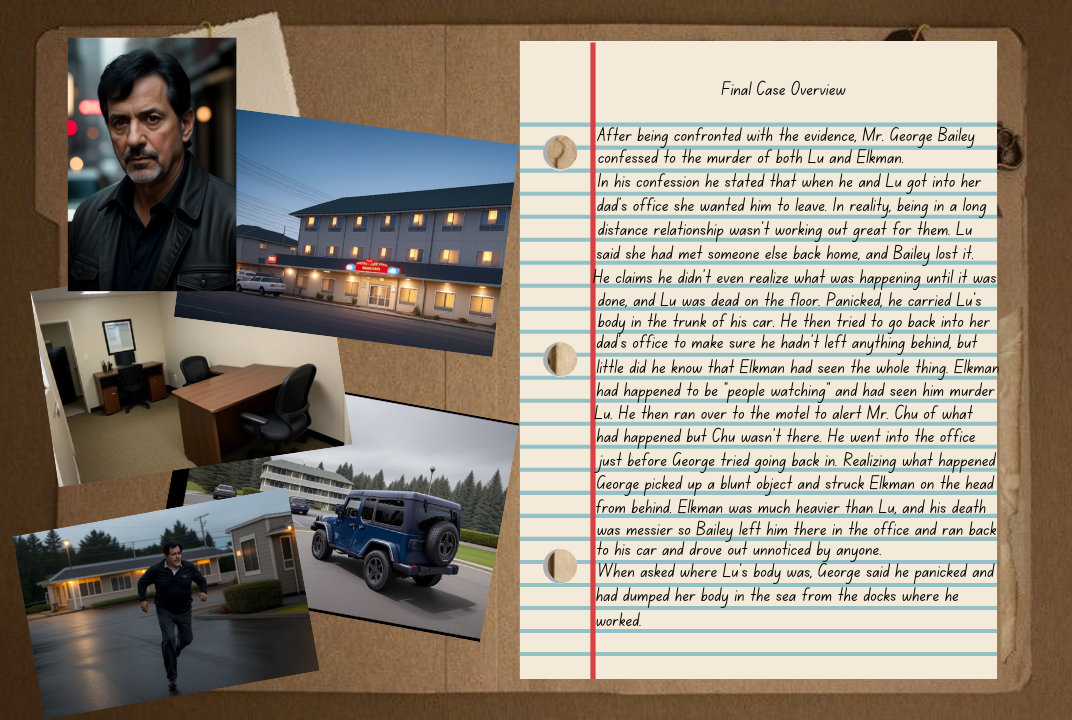 Final Case Overview
After being confronted with the evidence, Mr. George Bailey
confessed to the murder of both Lu and Elkman.
In his confession he stated that when he and Lu got into her
dad's office she wanted him to leave. In reality, being in a long
distance relationship wasn't working out great for them. Lu
said she had met someone else back home, and Bailey lost it.
He claims he didn't even realize what was happening until it was
done, and Lu was dead on the floor. Panicked, he carried Lu's
body in the trunk of his car. He then tried to go back into her
dad's office to make sure he hadn't left anything behind, but
little did he know that Elkman had seen the whole thing. Elkman
had happened to be "people watching" and had seen him murder
Lu. He then ran over to the motel to alert Mr. Chu of what
had happened but Chu wasn't there. He went into the office
just before George tried going back in. Realizing what happened
George picked up a blunt object and struck Elkman on the head
from behind. Elkman was much heavier than Lu, and his death
was messier so Bailey left him there in the office and ran back
to his car and drove out unnoticed by anyone.
When asked where Lu's body was, George said he panicked and
had dumped her body in the sea from the docks where he
worked.